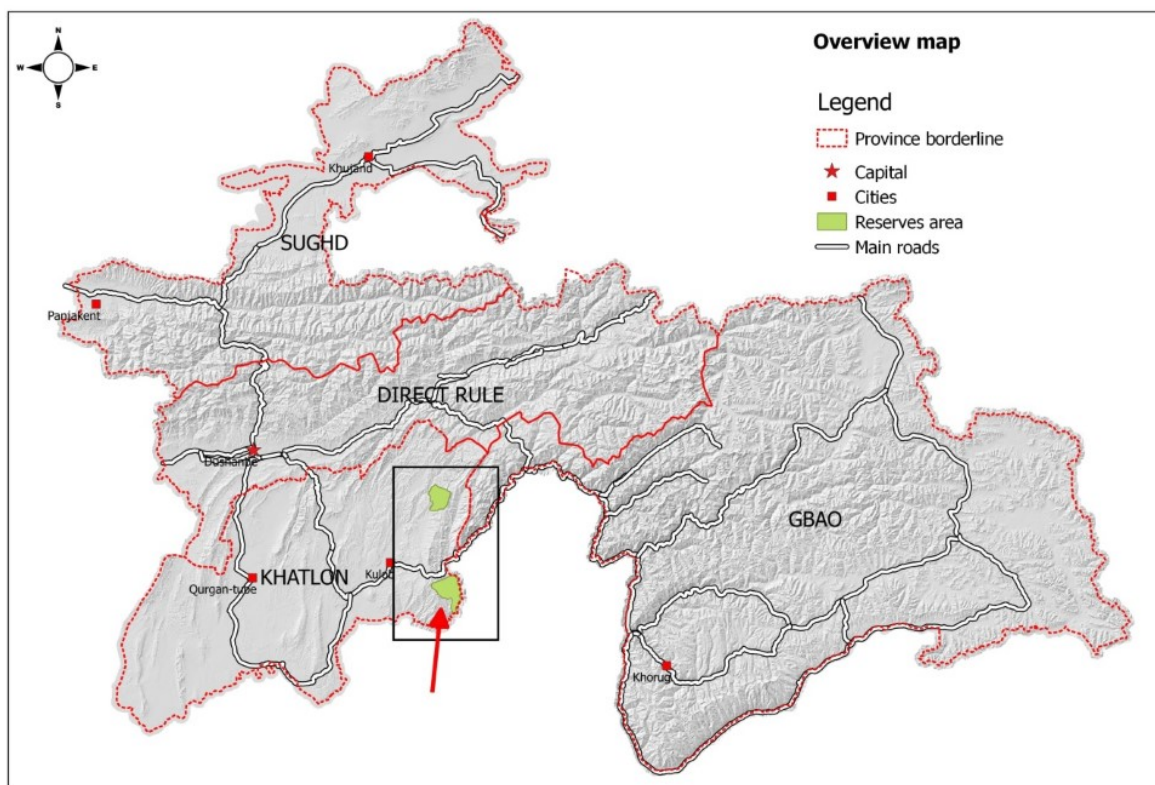 N
W
E
S
Overview map
Legend
Province borderline
Capital
Cities
Reserves area
Main roads
Khujand
SUGHD
Panjakent
DIRECT RULE
Dushanbe
GBAO
Kulob
KHATLON
Qurgan-tube
Khorug